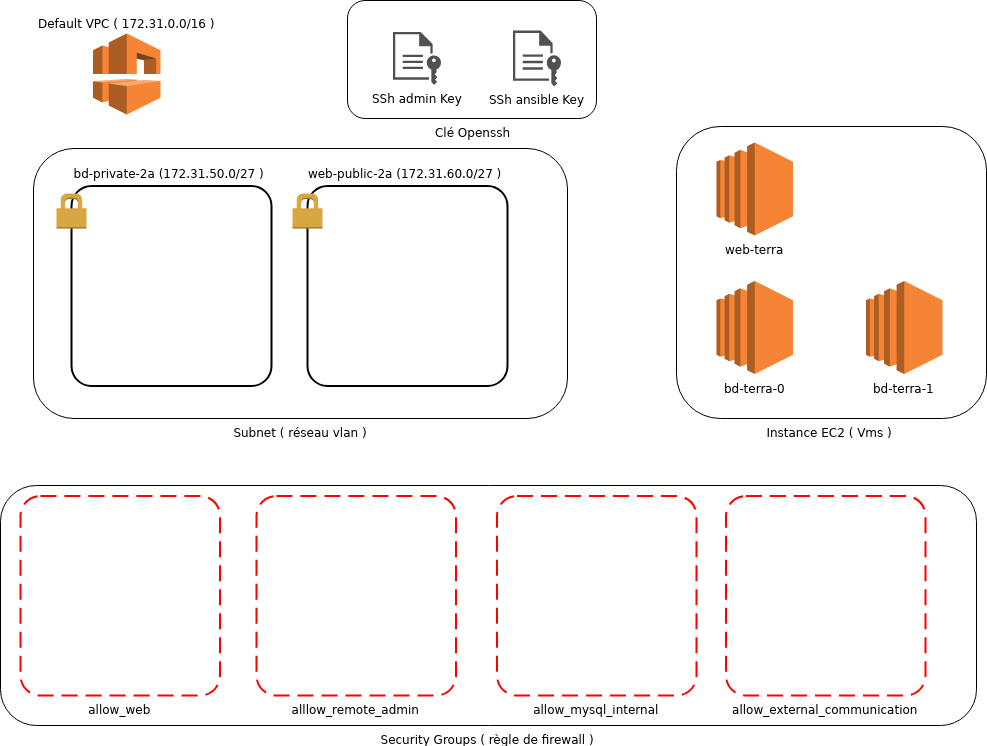 Default VPC ( 172.31.0.0/16 )
SSh admin Key
SSh ansible Key
Clé Openssh
bd-private-2a (172.31.50.0/27 )
web-public-2a (172.31.60.0/27 )
Subnet ( réseau vlan )
web-terra
bd-terra-0
bd-terra-1
Instance EC2 ( Vms )
allow_web
alllow_remote_admin
allow_mysql_internal
allow_external_communication
Security Groups ( règle de firewall )